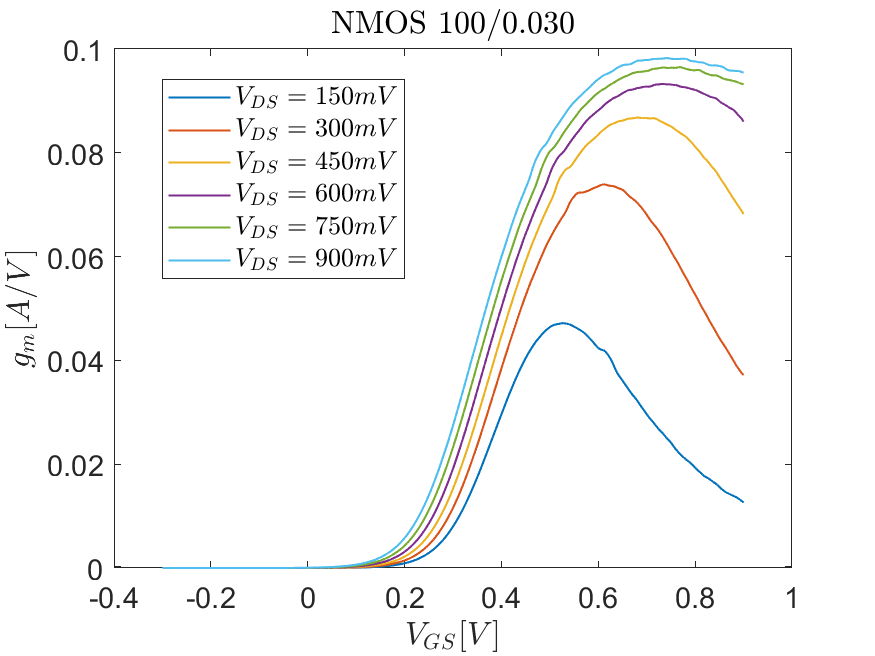 NMOS 100/0.030
0.1
0.08
0.06
0.04
0.02
0
g_m[A/V]
V_DS = 150mV
V_DS = 300mV
V_DS = 450mV
V_DS = 600mV
V_DS = 750mV
V_DS = 900mV
-0.4 -0.2 0 0.2 0.4 0.6 0.8 1
V_GS[V]